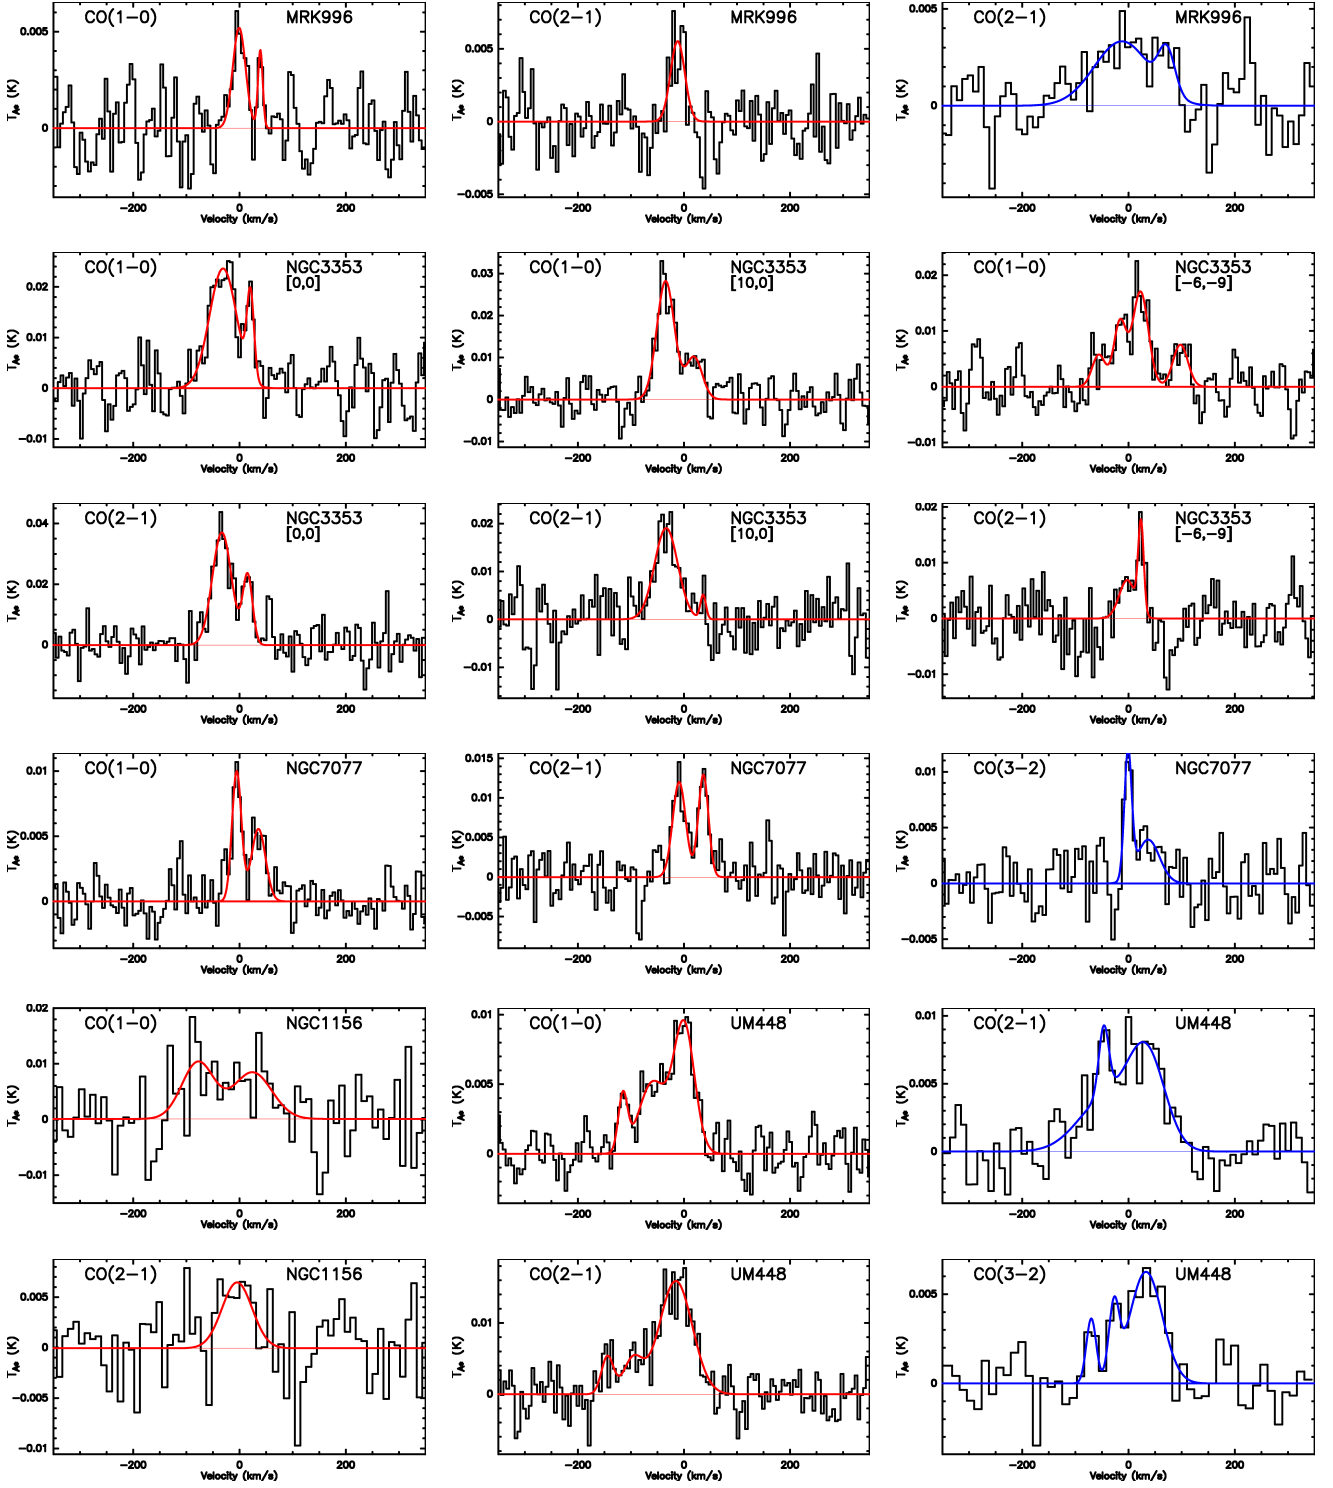 CO(1−0) MRK996
0.005
0
T_A* (K)
−200 0 200
Velocity (km/s)
CO(2−1) MRK996
0.005
0
−0.005
T_A* (K)
−200 0 200
Velocity (km/s)
CO(2−1) MRK996
0.005
0
T_A* (K)
−200 0 200
Velocity (km/s)
CO(1−0) NGC3353
[0,0]
0.02
0.01
0
−0.01
T_A* (K)
−200 0 200
Velocity (km/s)
CO(1−0) NGC3353
[10,0]
0.03
0.02
0.01
0
−0.01
T_A* (K)
−200 0 200
Velocity (km/s)
CO(1−0) NGC3353
[−6,−9]
0.02
0.01
0
−0.01
T_A* (K)
−200 0 200
Velocity (km/s)
CO(2−1) NGC3353
[0,0]
0.04
0.02
0
T_A* (K)
−200 0 200
Velocity (km/s)
CO(2−1) NGC3353
[10,0]
0.02
0.01
0
−0.01
T_A* (K)
−200 0 200
Velocity (km/s)
CO(2−1) NGC3353
[−6,−9]
0.02
0.01
0
−0.01
T_A* (K)
−200 0 200
Velocity (km/s)
CO(1−0) NGC7077
0.01
0.005
0
T_A* (K)
−200 0 200
Velocity (km/s)
CO(2−1) NGC7077
0.015
0.01
0.005
0
−0.005
T_A* (K)
−200 0 200
Velocity (km/s)
CO(3−2) NGC7077
0.01
0.005
0
−0.005
T_A* (K)
−200 0 200
Velocity (km/s)
CO(1−0) NGC1156
0.02
0.01
0
−0.01
T_A* (K)
−200 0 200
Velocity (km/s)
CO(1−0) UM448
0.01
0.005
0
T_A* (K)
−200 0 200
Velocity (km/s)
CO(2−1) UM448
0.01
0.005
0
T_A* (K)
−200 0 200
Velocity (km/s)
CO(2−1) NGC1156
0.005
0
−0.005
−0.01
T_A* (K)
−200 0 200
Velocity (km/s)
CO(2−1) UM448
0.01
0
T_A* (K)
−200 0 200
Velocity (km/s)
CO(3−2) UM448
0.005
0
T_A* (K)
−200 0 200
Velocity (km/s)